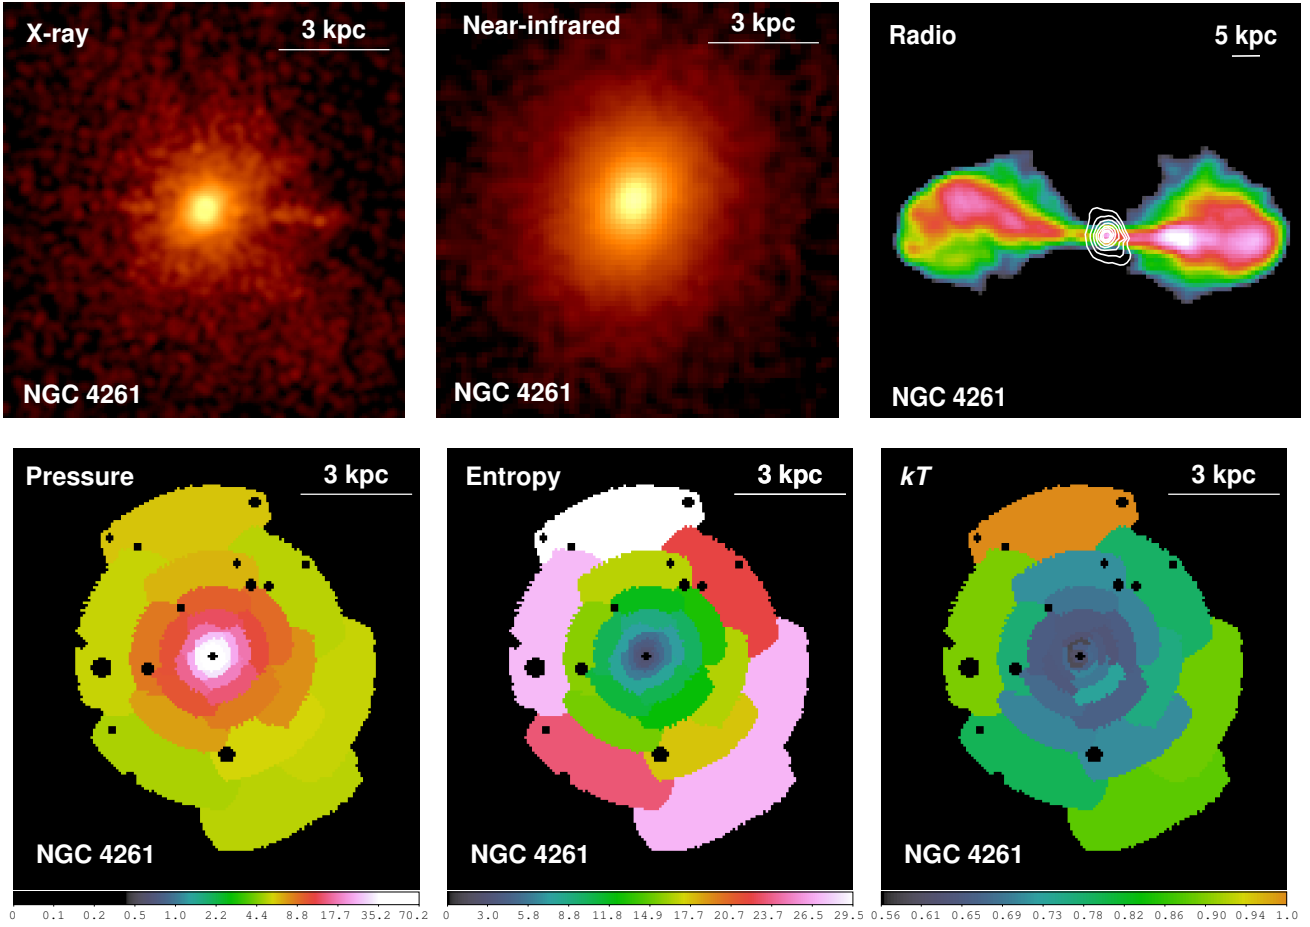 X-ray
3 kpc
NGC 4261
Near-infrared
3 kpc
NGC 4261
Radio
5 kpc
NGC 4261
Pressure
3 kpc
NGC 4261
0 0.1 0.2 0.5 1.0 2.2 4.4 8.8 17.7 35.2 70.2
Entropy
3 kpc
NGC 4261
0 3.0 5.8 8.8 11.8 14.9 17.7 20.7 23.7 26.5 29.5
kT
3 kpc
NGC 4261
0.56 0.61 0.65 0.69 0.73 0.78 0.82 0.86 0.90 0.94 1.0